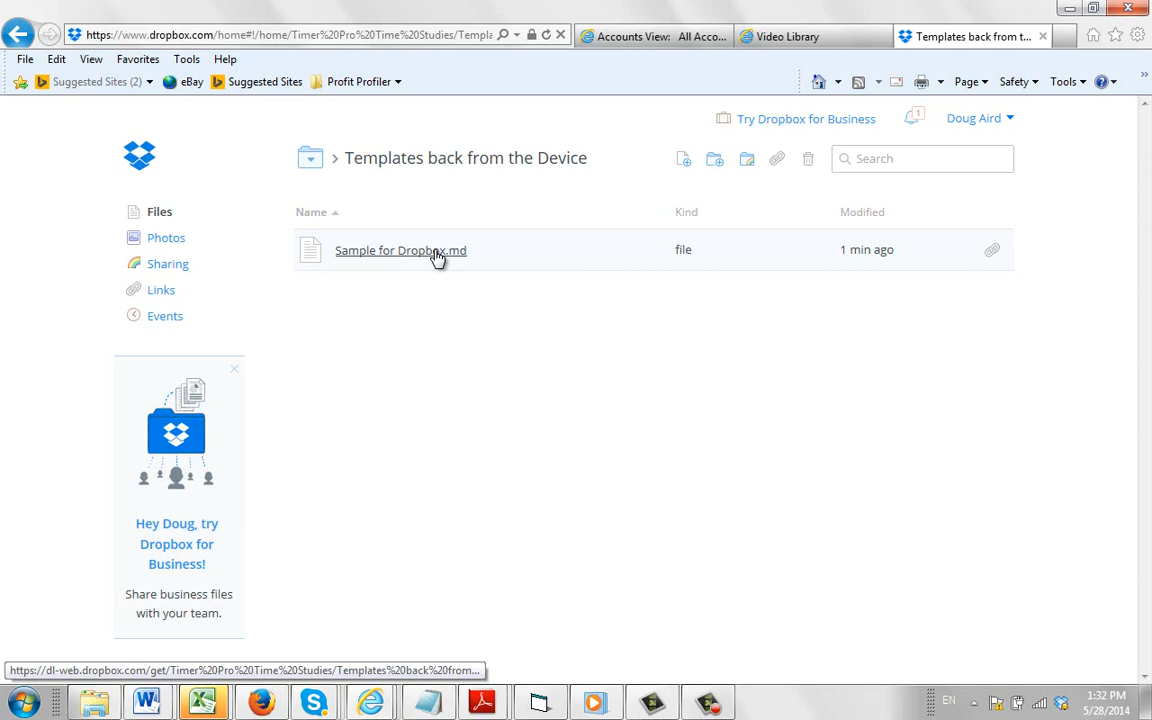 https://www.dropbox.com/home#!/home/Timer%20Pro%20Time%20Studies/Templa
Accounts View: All Acco...
Video Library
Templates back from t...
File Edit View Favorites Tools Help
Suggested Sites (2)
eBay
Suggested Sites
Profit Profiler
Page
Safety
Tools
Try Dropbox for Business
1
Doug Aird
Templates back from the Device
Search
Files
Photos
Sharing
Links
Events
Name
Kind
Modified
Sample for Dropbox.md
file
1 min ago
Hey Doug, try
Dropbox for
Business!
Share business files
with your team.
https://dl-web.dropbox.com/get/Timer%20Pro%20Time%20Studies/Templates%20back%20from...
EN
1:32 PM
5/28/2014